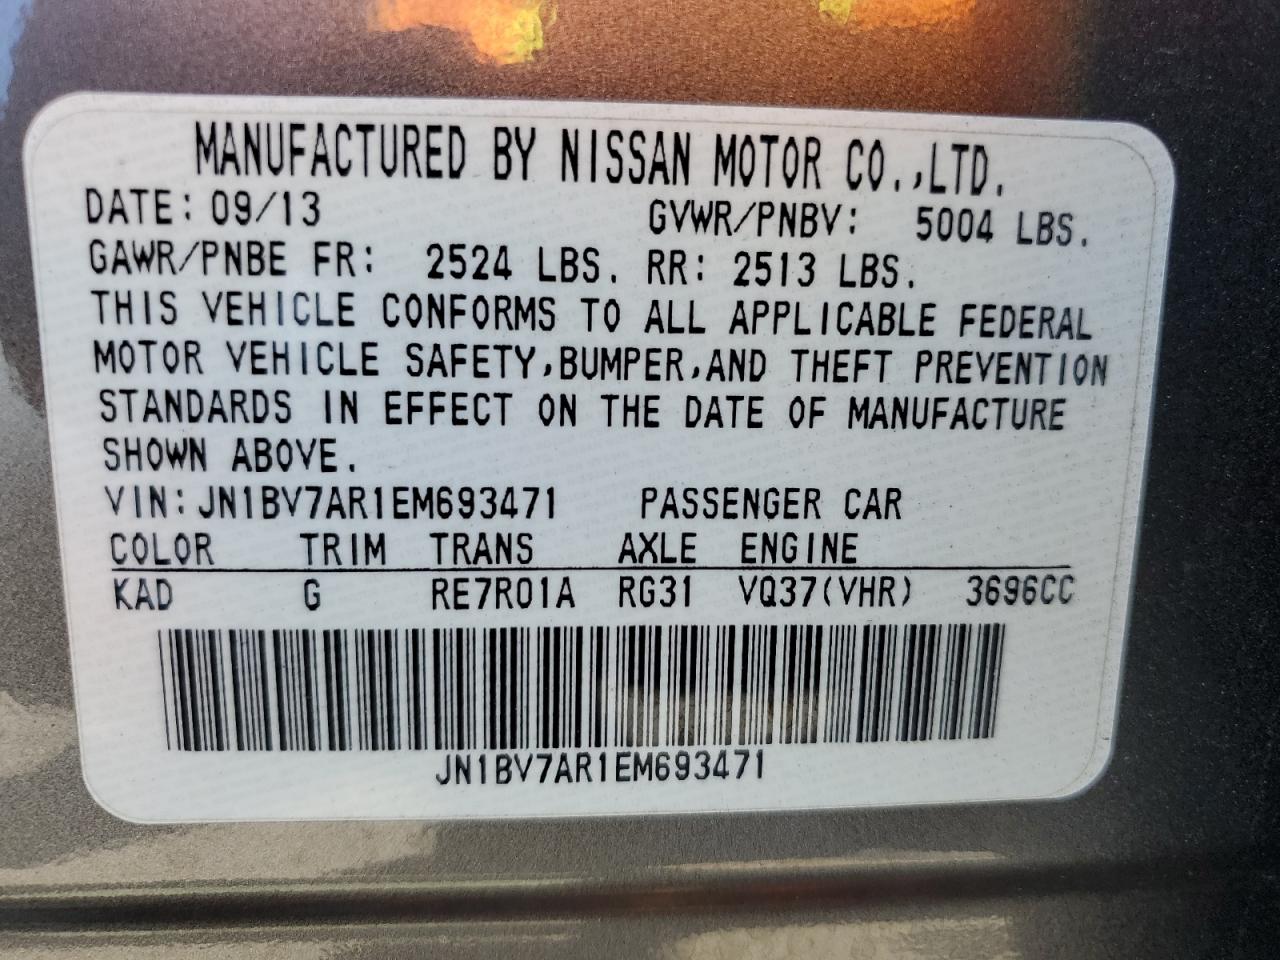 MANUFACTURED BY NISSAN MOTOR CO.,LTD.
DATE: 09/13 GVWR/PNBV: 5004 LBS.
GAWR/PNBE FR: 2524 LBS. RR: 2513 LBS.
THIS VEHICLE CONFORMS TO ALL APPLICABLE FEDERAL
MOTOR VEHICLE SAFETY,BUMPER,AND THEFT PREVENTION
STANDARDS IN EFFECT ON THE DATE OF MANUFACTURE
SHOWN ABOVE.
VIN: JN1BV7AR1EM693471 PASSENGER CAR
COLOR TRIM TRANS AXLE ENGINE
KAD G RE7R01A RG31 VQ37(VHR) 3696CC
JN1BV7AR1EM693471